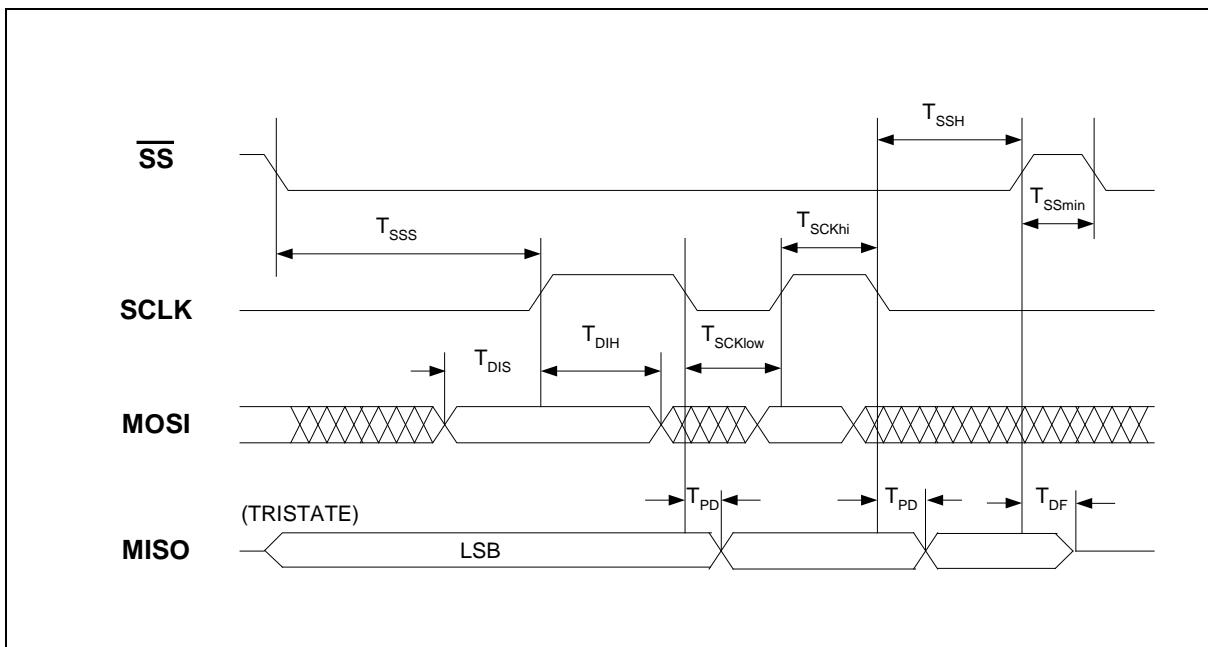 T_SSH
SS
T_SSmin
T_SSS
T_SCKhi
SCLK
T_DIH
T_SCKlow
T_DIS
MOSI
T_PD
T_PD
T_DF
(TRISTATE)
MISO
LSB